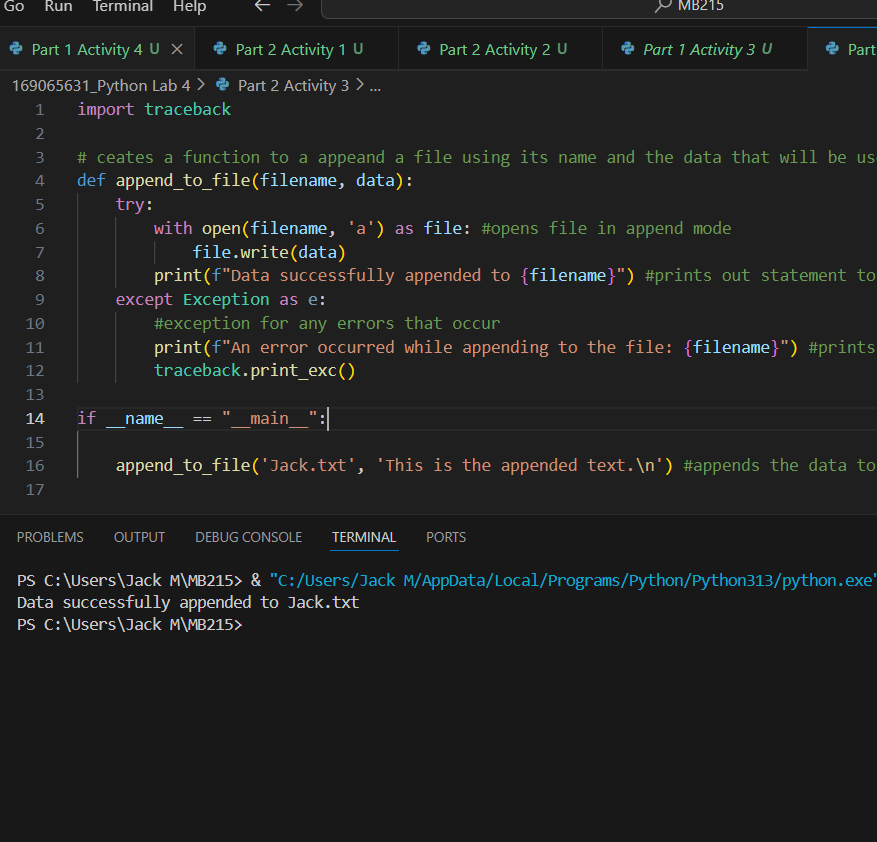 Go Run Terminal Help ← → MB215
Part 1 Activity 4 U × Part 2 Activity 1 U Part 2 Activity 2 U Part 1 Activity 3 U Part
169065631_Python Lab 4 > Part 2 Activity 3 > ...
1 import traceback
2
3 # ceates a function to a appeand a file using its name and the data that will be us
4 def append_to_file(filename, data):
5     try:
6         with open(filename, 'a') as file: #opens file in append mode
7             file.write(data)
8         print(f"Data successfully appended to {filename}") #prints out statement to
9     except Exception as e:
10         #exception for any errors that occur
11         print(f"An error occurred while appending to the file: {filename}") #prints
12         traceback.print_exc()
13
14 if __name__ == "__main__":
15
16     append_to_file('Jack.txt', 'This is the appended text.\n') #appends the data to
17
PROBLEMS OUTPUT DEBUG CONSOLE TERMINAL PORTS
PS C:\Users\Jack M\MB215> & "C:/Users/Jack M/AppData/Local/Programs/Python/Python313/python.exe"
Data successfully appended to Jack.txt
PS C:\Users\Jack M\MB215>